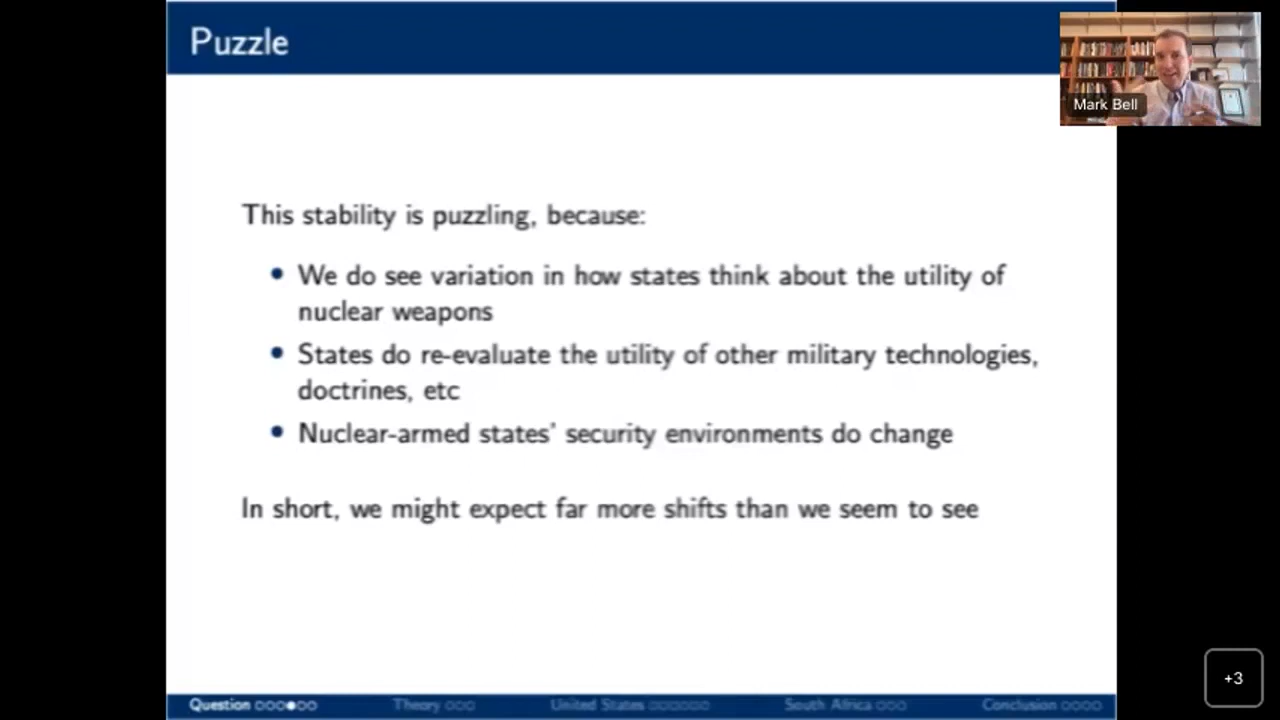 Puzzle
Mark Bell
This stability is puzzling, because:
• We do see variation in how states think about the utility of
nuclear weapons
• States do re-evaluate the utility of other military technologies,
doctrines, etc
• Nuclear-armed states' security environments do change
In short, we might expect far more shifts than we seem to see
+3
Question Theory United States South Africa Conclusion